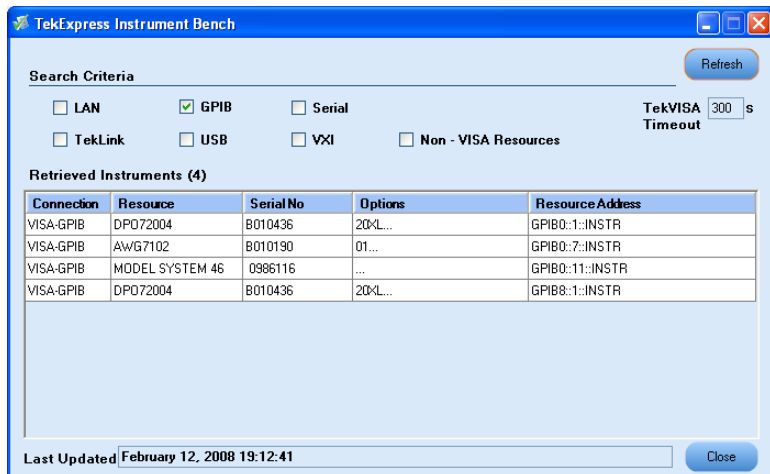 TekExpress Instrument Bench
Refresh
Search Criteria
LAN GPIB Serial TekVISA Timeout 300 s
TekLink USB VXI Non - VISA Resources
Retrieved Instruments (4)
Connection Resource Serial No Options Resource Address
VISA-GPIB DPO72004 B010436 20XL... GPIB0::1::INSTR
VISA-GPIB AWG7102 B010190 01... GPIB0::7::INSTR
VISA-GPIB MODEL SYSTEM 46 0986116 ... GPIB0::11::INSTR
VISA-GPIB DPO72004 B010436 20XL... GPIB8::1::INSTR
Last Updated February 12, 2008 19:12:41 Close